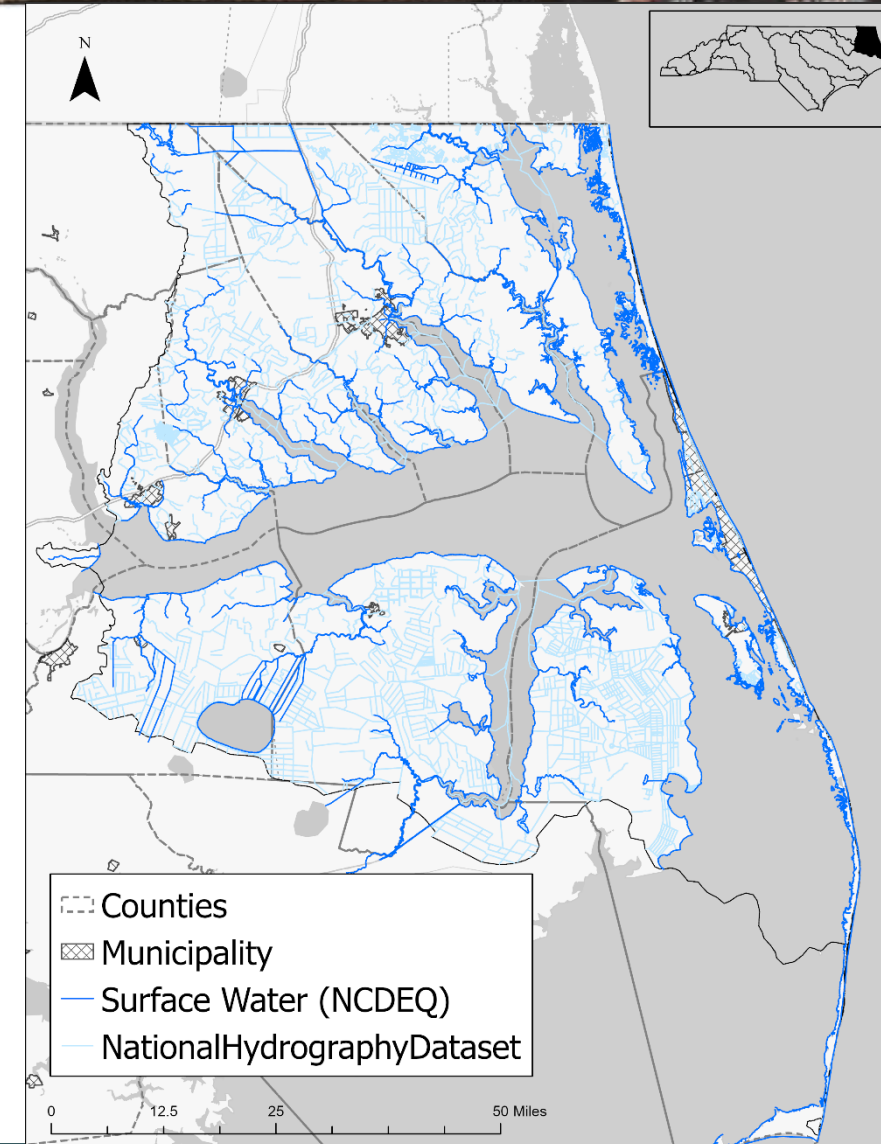 N
Counties
Municipality
Surface Water (NCDEQ)
NationalHydrographyDataset
0 12.5 25 50 Miles